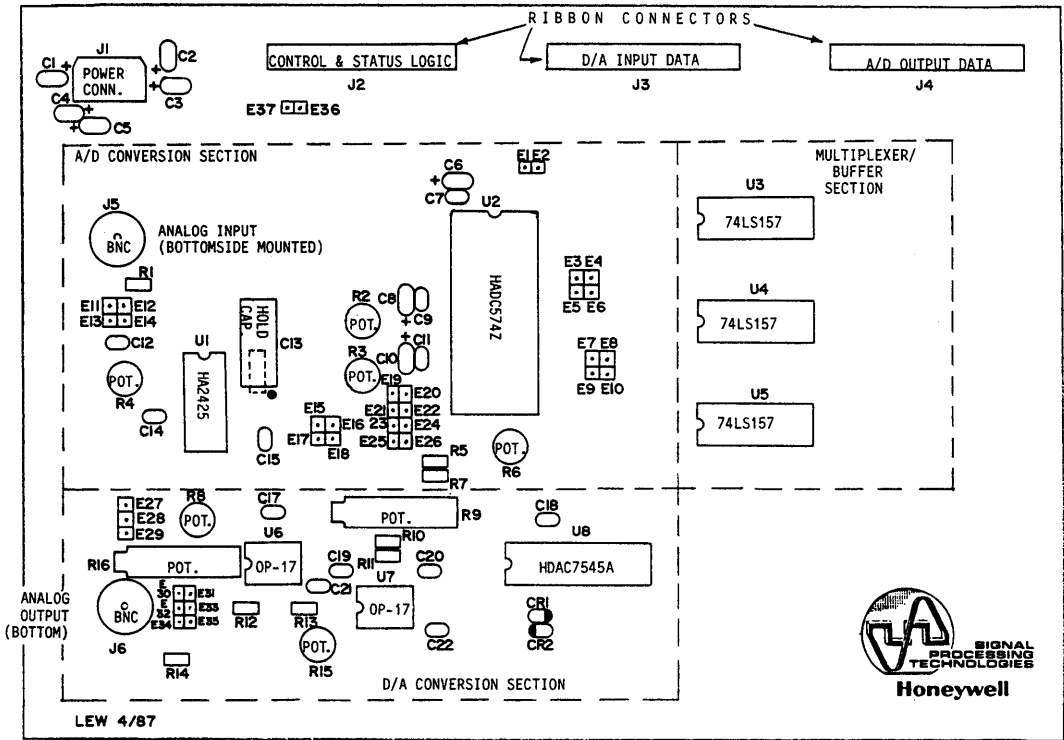 RIBBON CONNECTORS
J1
C2
C1
+
POWER
CONN.
+
+
C3
C4
+
+
C5
CONTROL & STATUS LOGIC
J2
D/A INPUT DATA
J3
A/D OUTPUT DATA
J4
E37
E36
A/D CONVERSION SECTION
E1E2
MULTIPLEXER/
BUFFER
SECTION
C6
+
C7
U2
HADC574Z
J5
BNC
ANALOG INPUT
(BOTTOMSIDE MOUNTED)
R1
E11
E12
E13
E14
C12
POT.
R4
U1
HA2425
C14
HOLD
CAP
C13
C15
R2
POT.
R3
POT.
C8
+
C9
+
C10
C11
E3 E4
E5 E6
E7 E8
E9 E10
U3
74LS157
U4
74LS157
U5
74LS157
E19
E20
E21
E22
23
E24
E25
E26
E15
E16
E17
E18
R5
R7
POT.
R6
E27
E28
E29
R8
POT.
C17
POT.
R9
C18
R10
R11
U6
OP-17
R16
POT.
C19
C20
C21
U7
OP-17
U8
HDAC7545A
ANALOG
OUTPUT
(BOTTOM)
BNC
J6
E
30
E31
E
32
E33
E34
E35
R12
R13
POT.
R15
R14
C22
CR1
CR2
D/A CONVERSION SECTION
SIGNAL
PROCESSING
TECHNOLOGIES
Honeywell
LEW 4/87